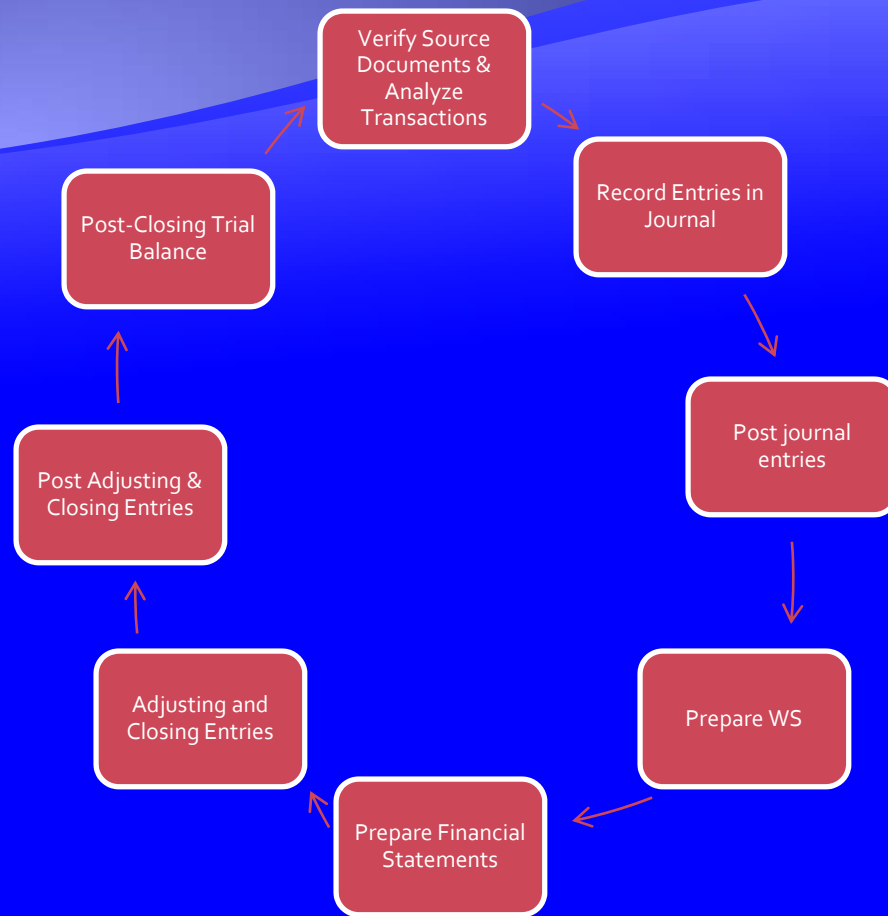 Verify Source
Documents &
Analyze
Transactions
Record Entries in
Journal
Post journal
entries
Prepare WS
Prepare Financial
Statements
Adjusting and
Closing Entries
Post Adjusting &
Closing Entries
Post-Closing Trial
Balance